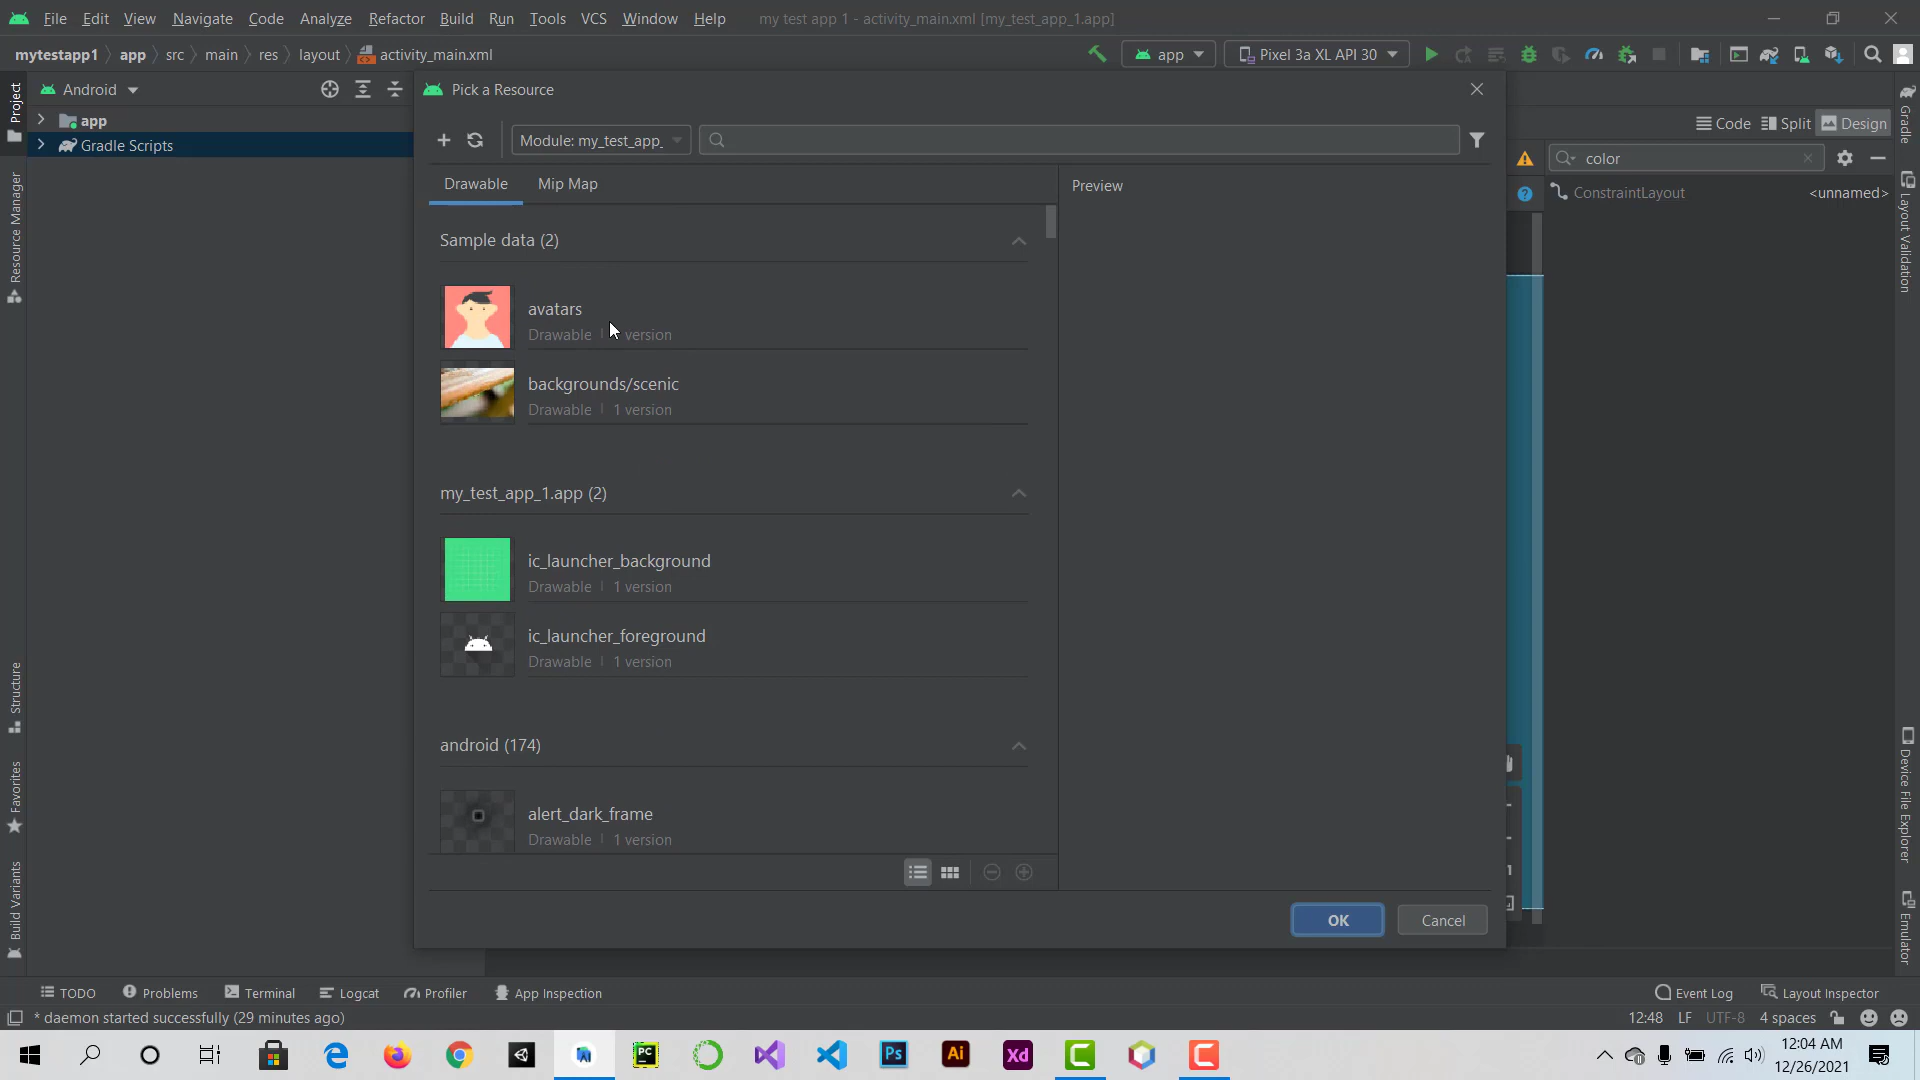 File Edit View Navigate Code Analyze Refactor Build Run Tools VCS Window Help my test app 1 - activity_main.xml [my_test_app_1.app]
mytestapp1 app src main res layout activity_main.xml app Pixel 3a XL API 30
Project
Android
Pick a Resource
app
Gradle Scripts
Module: my_test_app_
Code Split Design
color
ConstraintLayout <unnamed>
Drawable Mip Map
Preview
Sample data (2)
avatars
Drawable version
backgrounds/scenic
Drawable 1 version
my_test_app_1.app (2)
ic_launcher_background
Drawable 1 version
ic_launcher_foreground
Drawable 1 version
android (174)
alert_dark_frame
Drawable 1 version
OK Cancel
Resource Manager
Structure
Favorites
Build Variants
Gradle
Layout Validation
Device File Explorer
Emulator
TODO Problems Terminal Logcat Profiler App Inspection Event Log Layout Inspector
* daemon started successfully (29 minutes ago) 12:48 LF UTF-8 4 spaces
PC Ps Ai Xd
12:04 AM
12/26/2021